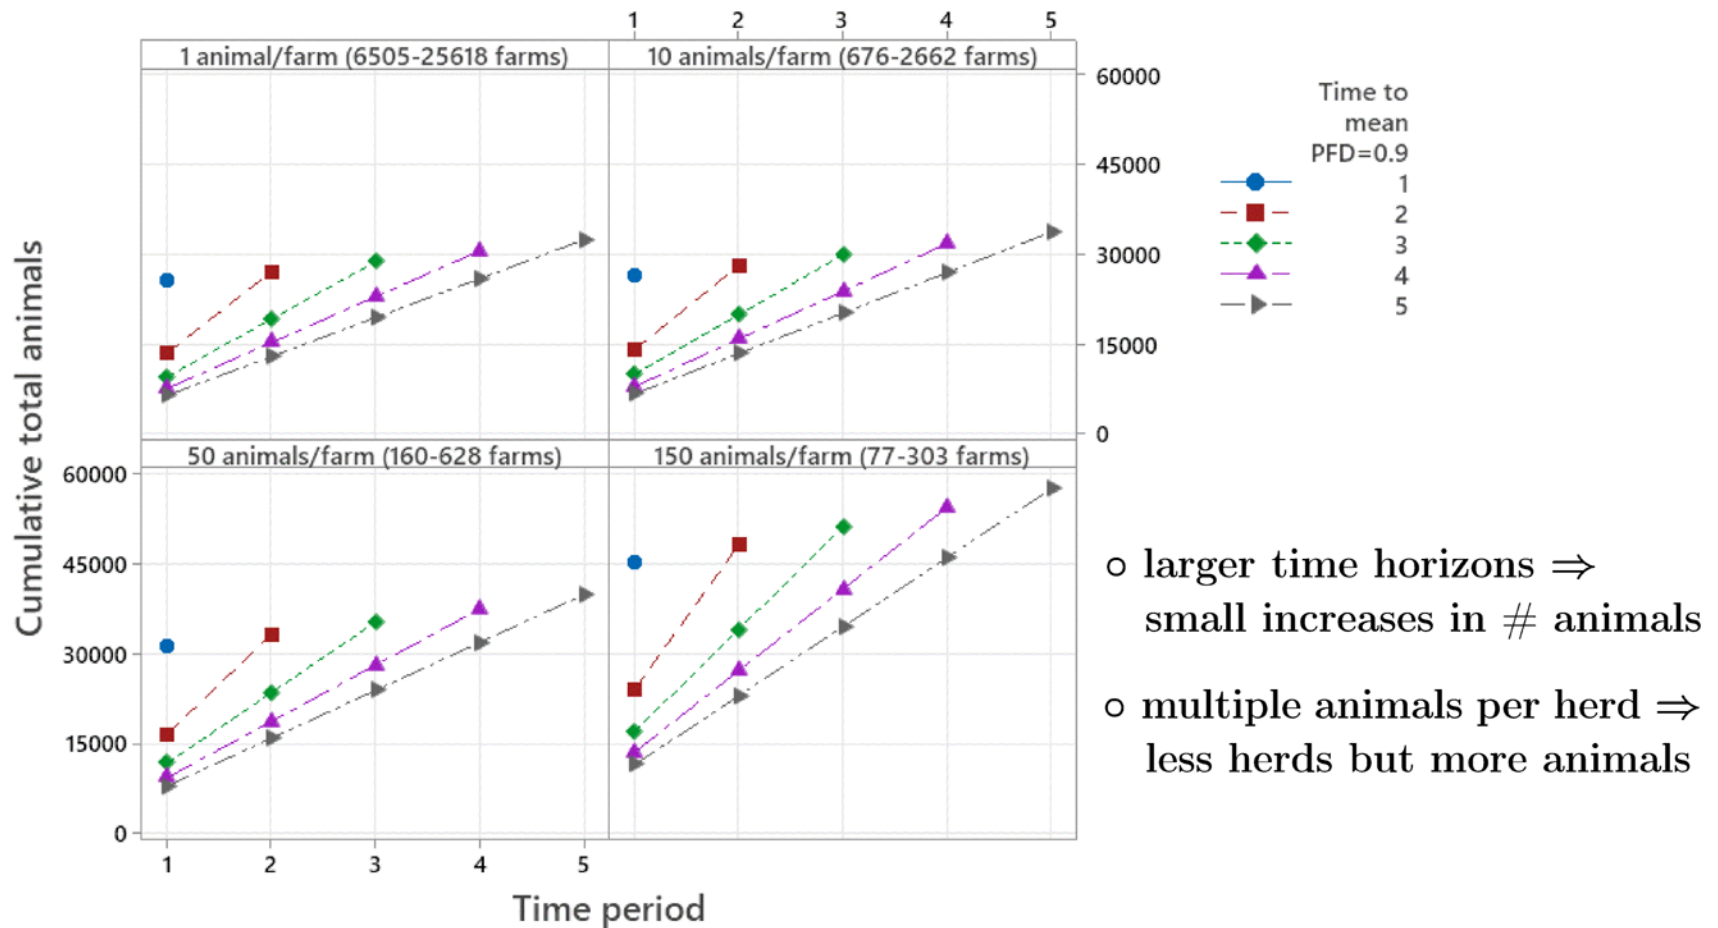 1 2 3 4 5
1 animal/farm (6505-25618 farms)
10 animals/farm (676-2662 farms)
60000
45000
30000
15000
0
Time to
mean
PFD=0.9
1
2
3
4
5
Cumulative total animals
50 animals/farm (160-628 farms)
150 animals/farm (77-303 farms)
60000
45000
30000
15000
0
1 2 3 4 5
Time period
○ larger time horizons ⇒
small increases in # animals
○ multiple animals per herd ⇒
less herds but more animals